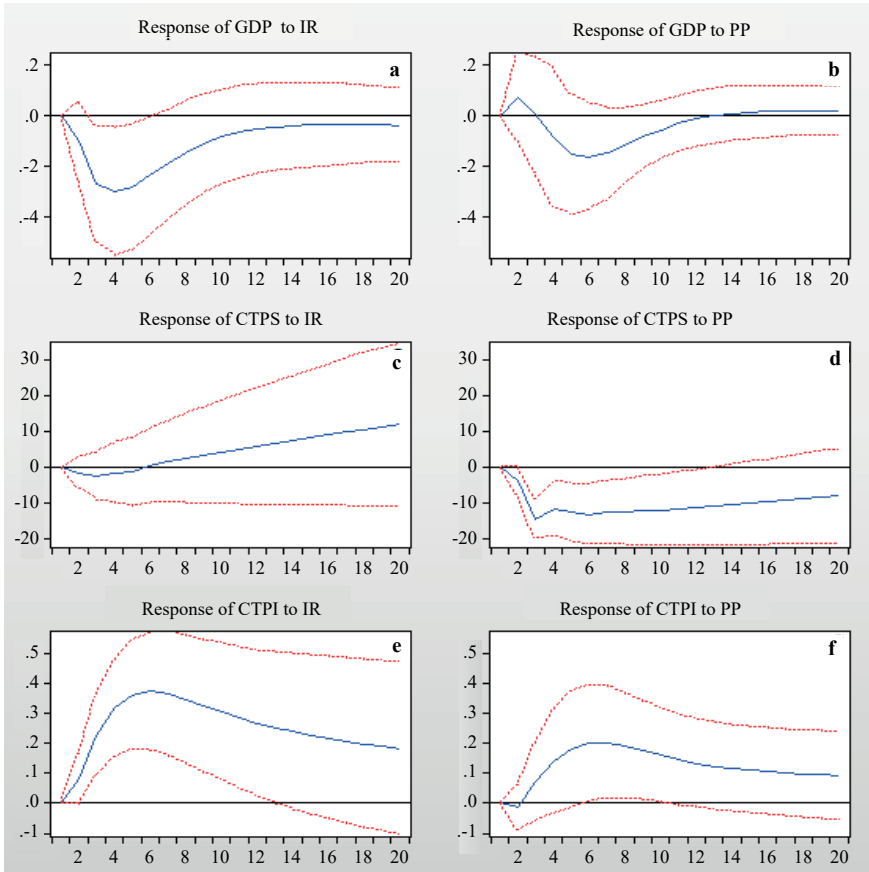 Response of GDP to IR
Response of GDP to PP
a
.2
.0
-.2
-.4
2 4 6 8 10 12 14 16 18 20
b
.2
.0
-.2
-.4
2 4 6 8 10 12 14 16 18 20
Response of CTPS to IR
Response of CTPS to PP
c
30
20
10
0
-10
-20
2 4 6 8 10 12 14 16 18 20
d
30
20
10
0
-10
-20
2 4 6 8 10 12 14 16 18 20
Response of CTPI to IR
Response of CTPI to PP
e
.5
.4
.3
.2
.1
.0
-.1
2 4 6 8 10 12 14 16 18 20
f
.5
.4
.3
.2
.1
.0
-.1
2 4 6 8 10 12 14 16 18 20